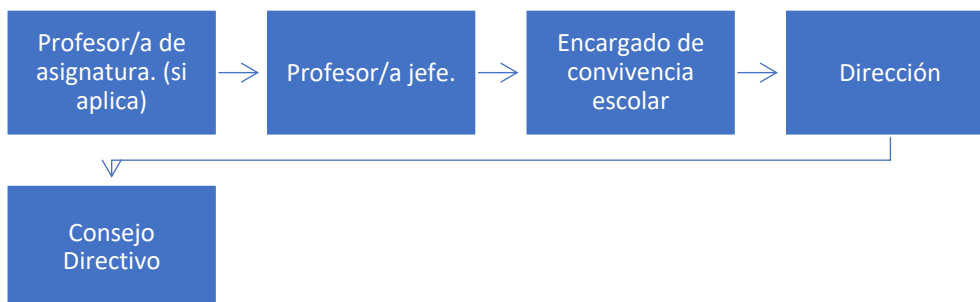 Profesor/a de
asignatura. (si
aplica)
Profesor/a jefe.
Encargado de
convivencia
escolar
Dirección
Consejo
Directivo